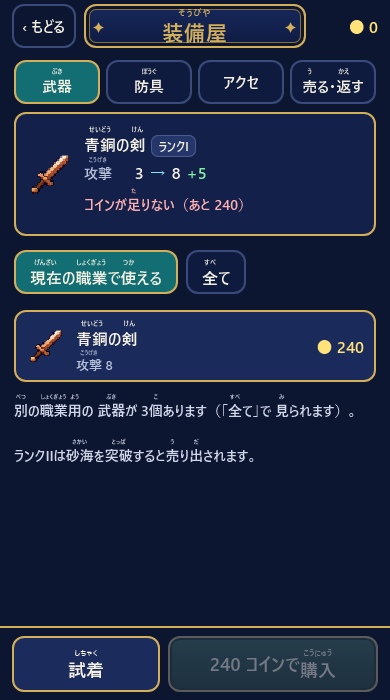 ‹ もどる
装備屋
そうびや
0
武器
ぶき
防具
ぼうぐ
アクセ
売る・返す
う かえ
せいどう けん
青銅の剣 ランクI
こうげき
攻撃 3 → 8 +5
た
コインが足りない（あと 240）
げんざい しょくぎょう つか
現在の職業で使える
すべ
全て
せいどう けん
青銅の剣
こうげき
攻撃 8
240
べつ しょくぎょう よう こ すべ み
別の職業用の 武器が 3個あります（「全て」で 見られます）。
さかい とっぱ う だ
ランクIIは砂海を突破すると売り出されます。
しちゃく
試着
こうにゅう
240 コインで購入